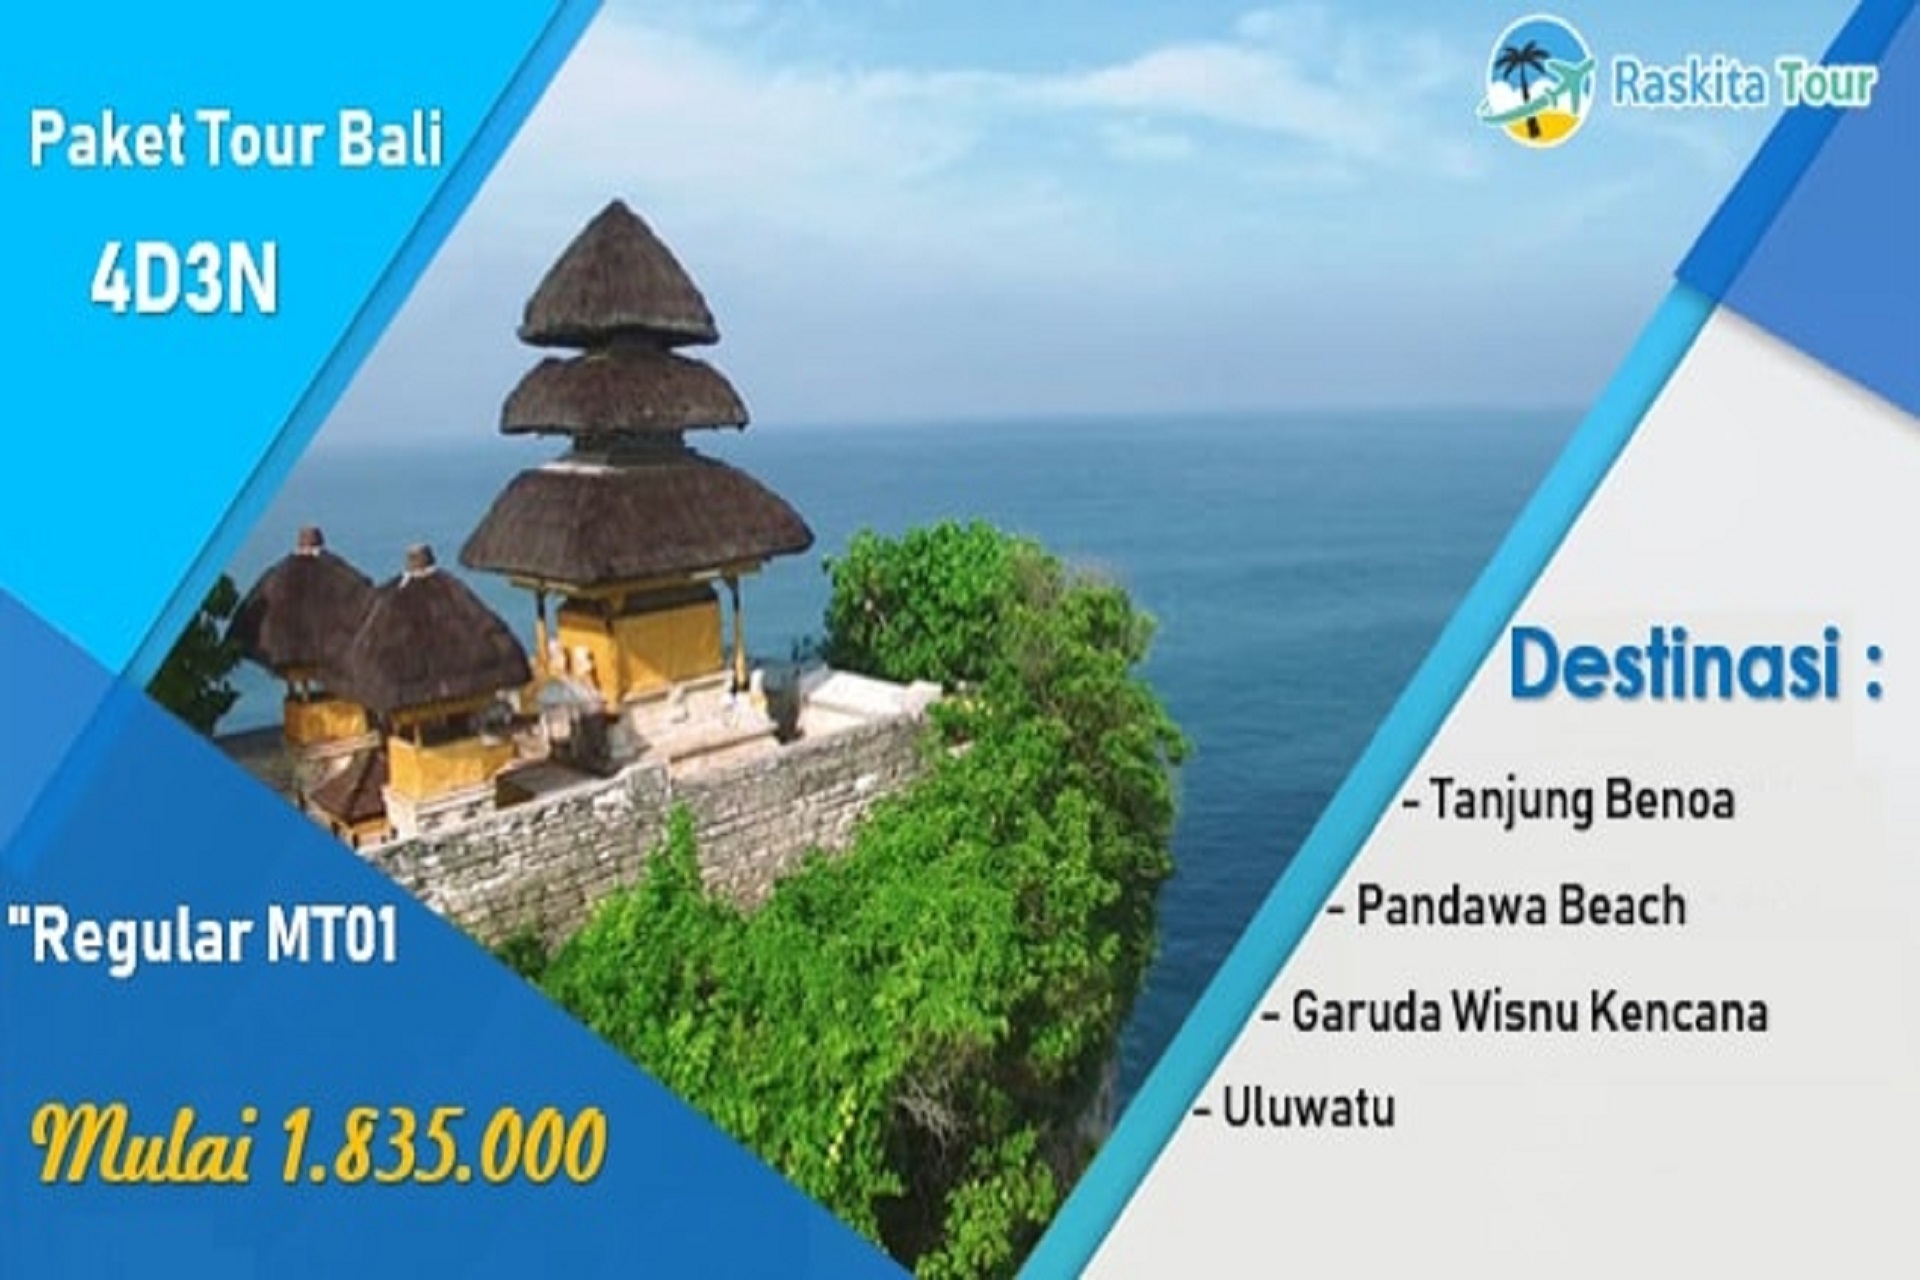 Raskita Tour
Paket Tour Bali
4D3N
Destinasi :
- Tanjung Benoa
- Pandawa Beach
- Garuda Wisnu Kencana
- Uluwatu
"Regular MT01
Mulai 1.835.000